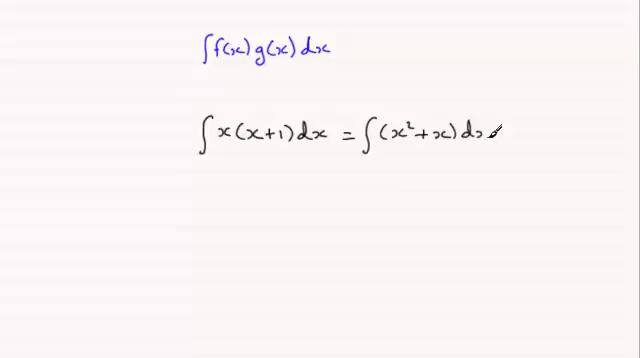 ∫f(x) g(x) dx
∫x(x+1) dx = ∫(x² + x) dx